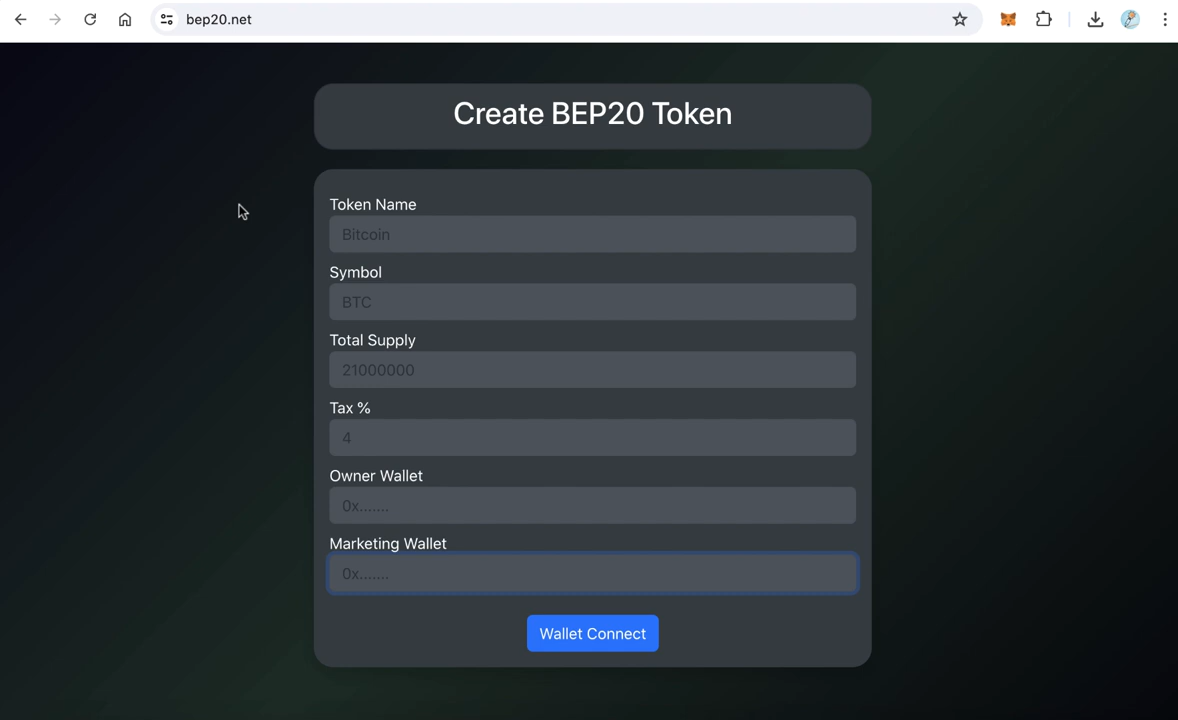 bep20.net
Create BEP20 Token
Token Name
Bitcoin
Symbol
BTC
Total Supply
21000000
Tax %
4
Owner Wallet
0x.......
Marketing Wallet
0x.......
Wallet Connect